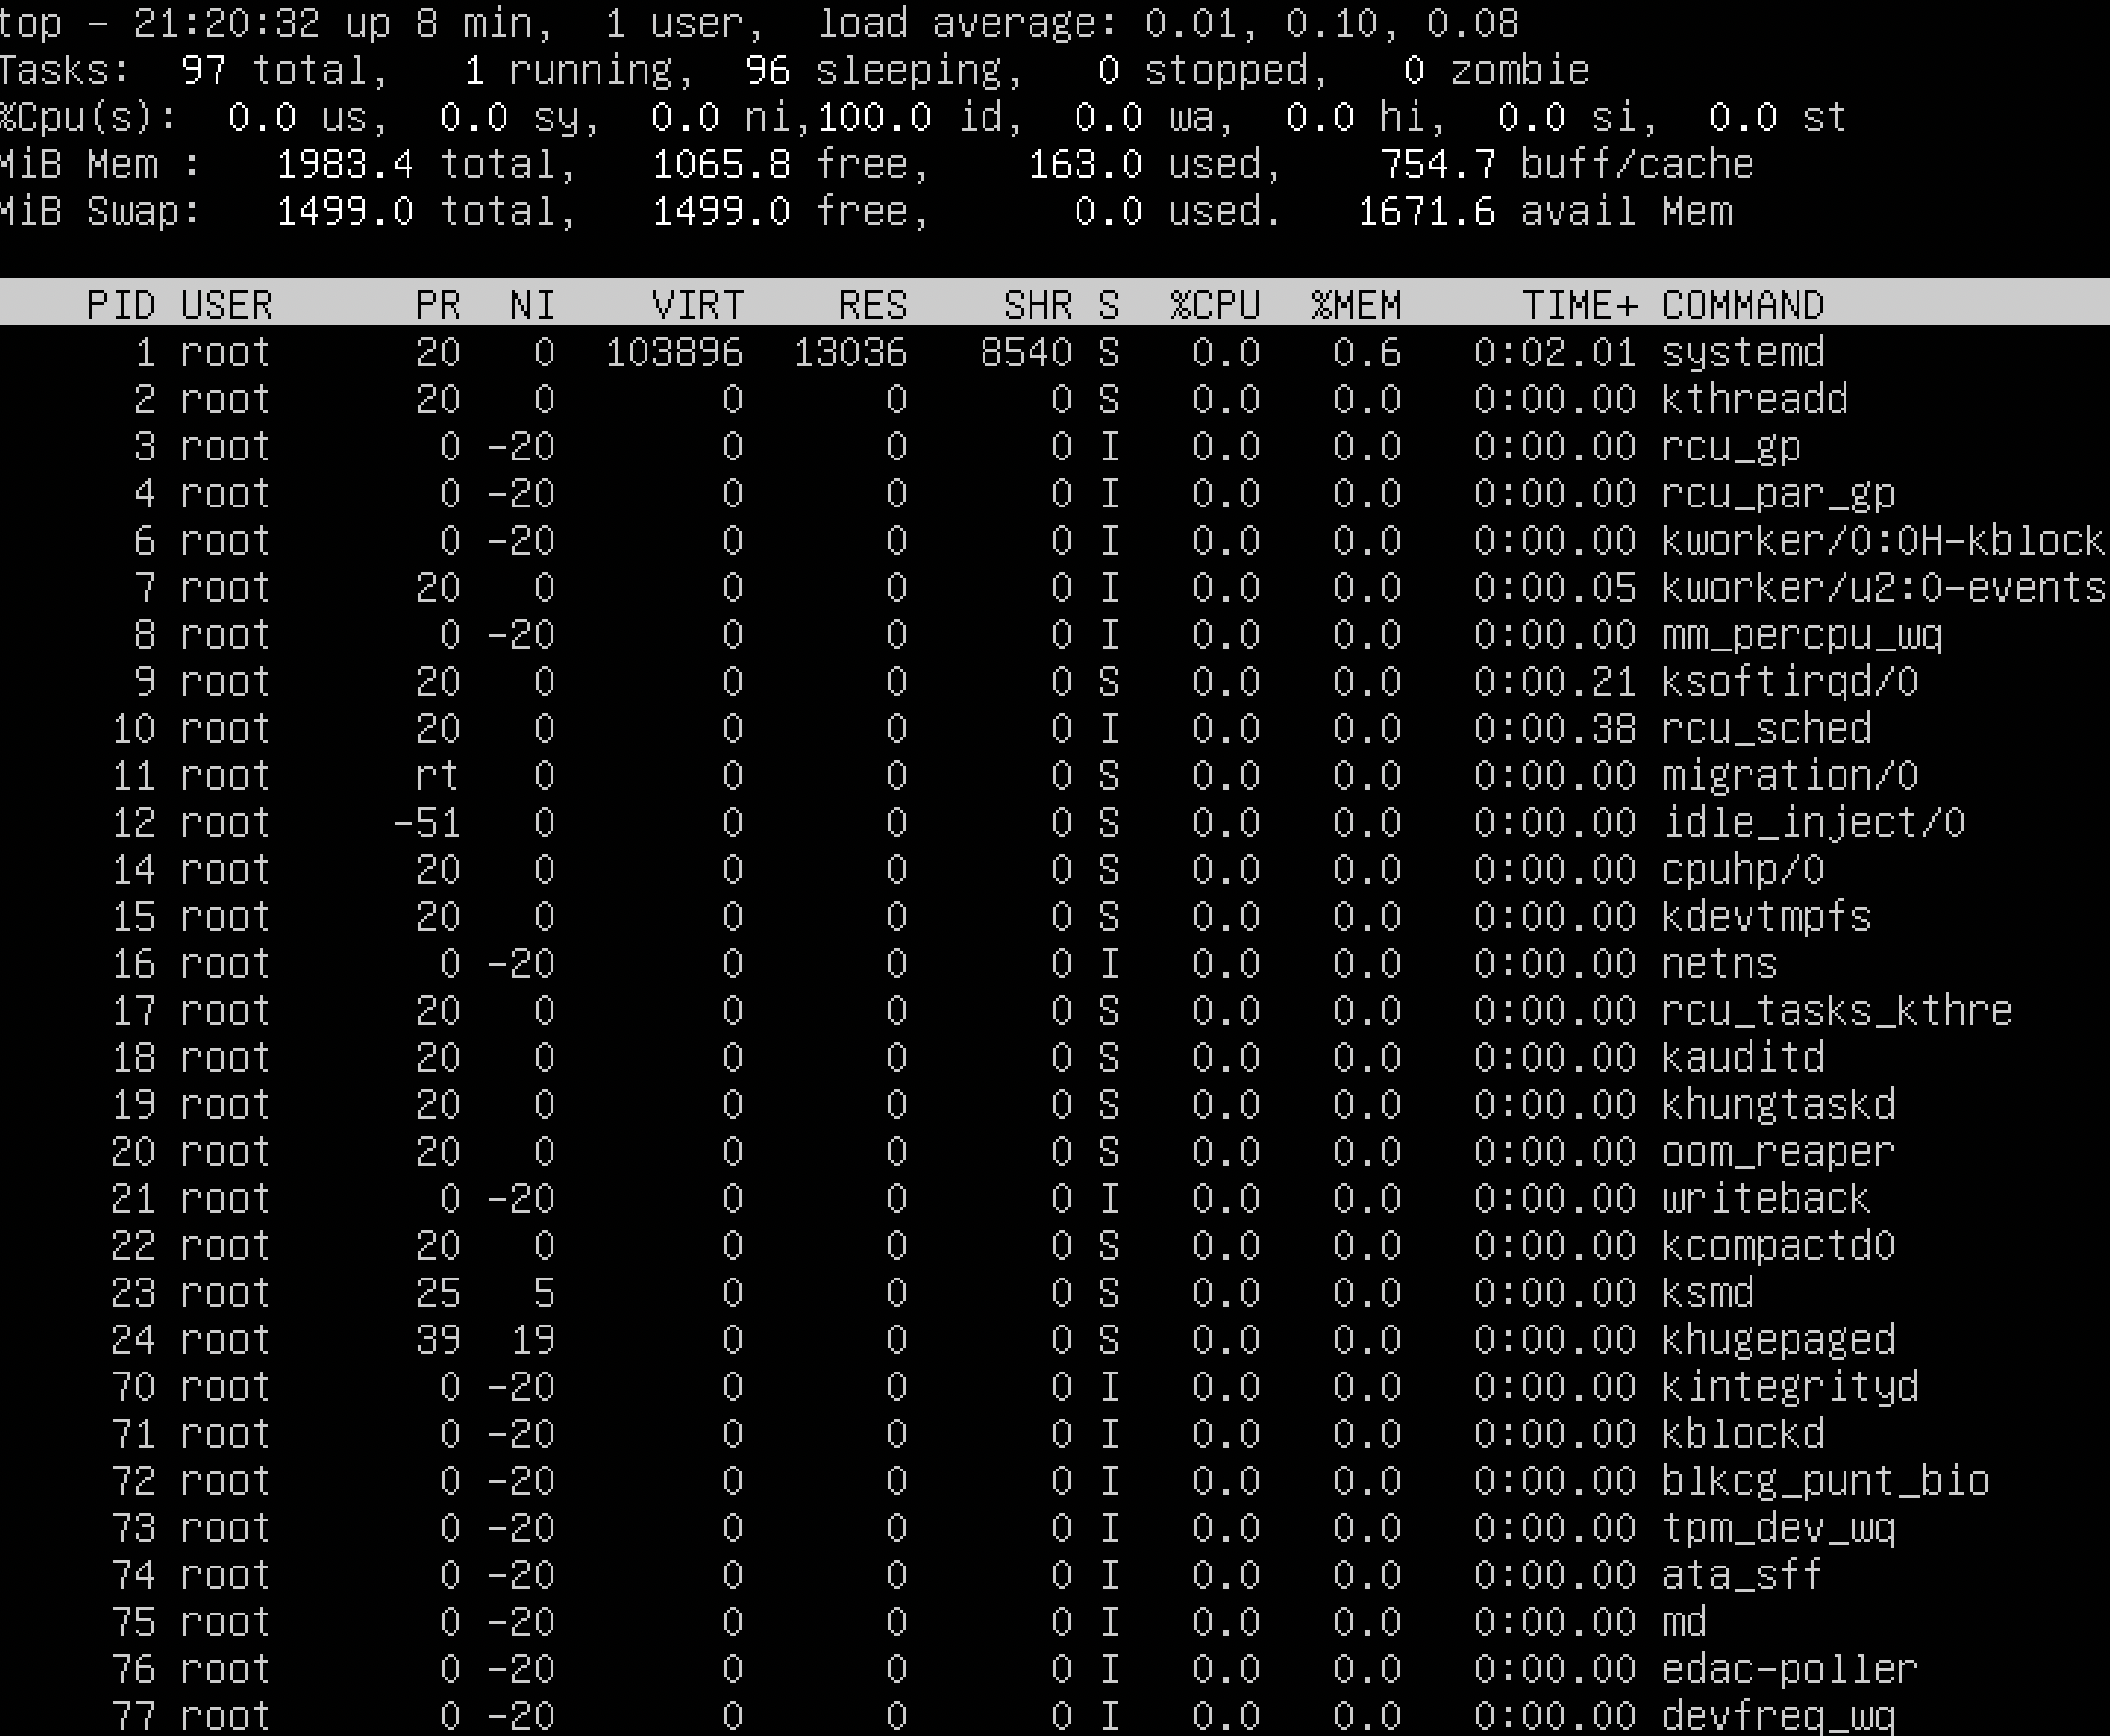 top - 21:20:32 up 8 min,  1 user,  load average: 0.01, 0.10, 0.08
Tasks:  97 total,   1 running,  96 sleeping,   0 stopped,   0 zombie
%Cpu(s):  0.0 us,  0.0 sy,  0.0 ni,100.0 id,  0.0 wa,  0.0 hi,  0.0 si,  0.0 st
MiB Mem :   1983.4 total,   1065.8 free,    163.0 used,    754.7 buff/cache
MiB Swap:   1499.0 total,   1499.0 free,      0.0 used.   1671.6 avail Mem
PID USER      PR  NI    VIRT    RES    SHR S  %CPU  %MEM     TIME+ COMMAND
1 root      20   0  103896  13036   8540 S   0.0   0.6   0:02.01 systemd
2 root      20   0       0      0      0 S   0.0   0.0   0:00.00 kthreadd
3 root       0 -20       0      0      0 I   0.0   0.0   0:00.00 rcu_gp
4 root       0 -20       0      0      0 I   0.0   0.0   0:00.00 rcu_par_gp
6 root       0 -20       0      0      0 I   0.0   0.0   0:00.00 kworker/0:0H-kblock
7 root      20   0       0      0      0 I   0.0   0.0   0:00.05 kworker/u2:0-events
8 root       0 -20       0      0      0 I   0.0   0.0   0:00.00 mm_percpu_wq
9 root      20   0       0      0      0 S   0.0   0.0   0:00.21 ksoftirqd/0
10 root      20   0       0      0      0 I   0.0   0.0   0:00.38 rcu_sched
11 root      rt   0       0      0      0 S   0.0   0.0   0:00.00 migration/0
12 root     -51   0       0      0      0 S   0.0   0.0   0:00.00 idle_inject/0
14 root      20   0       0      0      0 S   0.0   0.0   0:00.00 cpuhp/0
15 root      20   0       0      0      0 S   0.0   0.0   0:00.00 kdevtmpfs
16 root       0 -20       0      0      0 I   0.0   0.0   0:00.00 netns
17 root      20   0       0      0      0 S   0.0   0.0   0:00.00 rcu_tasks_kthre
18 root      20   0       0      0      0 S   0.0   0.0   0:00.00 kauditd
19 root      20   0       0      0      0 S   0.0   0.0   0:00.00 khungtaskd
20 root      20   0       0      0      0 S   0.0   0.0   0:00.00 oom_reaper
21 root       0 -20       0      0      0 I   0.0   0.0   0:00.00 writeback
22 root      20   0       0      0      0 S   0.0   0.0   0:00.00 kcompactd0
23 root      25   5       0      0      0 S   0.0   0.0   0:00.00 ksmd
24 root      39  19       0      0      0 S   0.0   0.0   0:00.00 khugepaged
70 root       0 -20       0      0      0 I   0.0   0.0   0:00.00 kintegrityd
71 root       0 -20       0      0      0 I   0.0   0.0   0:00.00 kblockd
72 root       0 -20       0      0      0 I   0.0   0.0   0:00.00 blkcg_punt_bio
73 root       0 -20       0      0      0 I   0.0   0.0   0:00.00 tpm_dev_wq
74 root       0 -20       0      0      0 I   0.0   0.0   0:00.00 ata_sff
75 root       0 -20       0      0      0 I   0.0   0.0   0:00.00 md
76 root       0 -20       0      0      0 I   0.0   0.0   0:00.00 edac-poller
77 root       0 -20       0      0      0 I   0.0   0.0   0:00.00 devfreq_wq